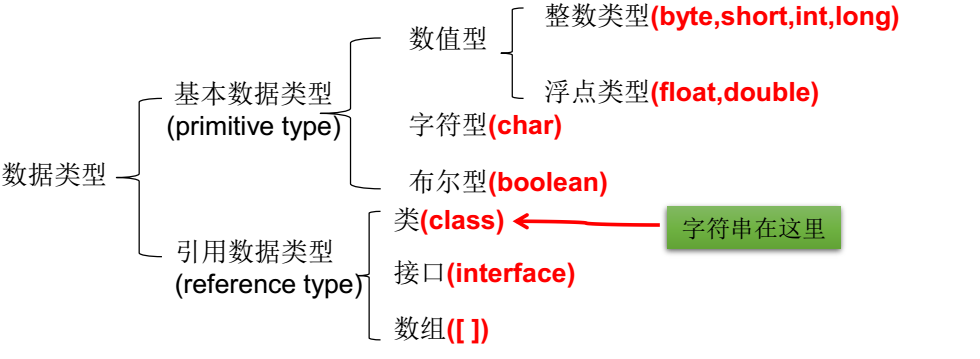 整数类型(byte,short,int,long)
数值型
浮点类型(float,double)
基本数据类型
(primitive type)
字符型(char)
数据类型
布尔型(boolean)
类(class)
字符串在这里
引用数据类型
(reference type)
接口(interface)
数组([ ])